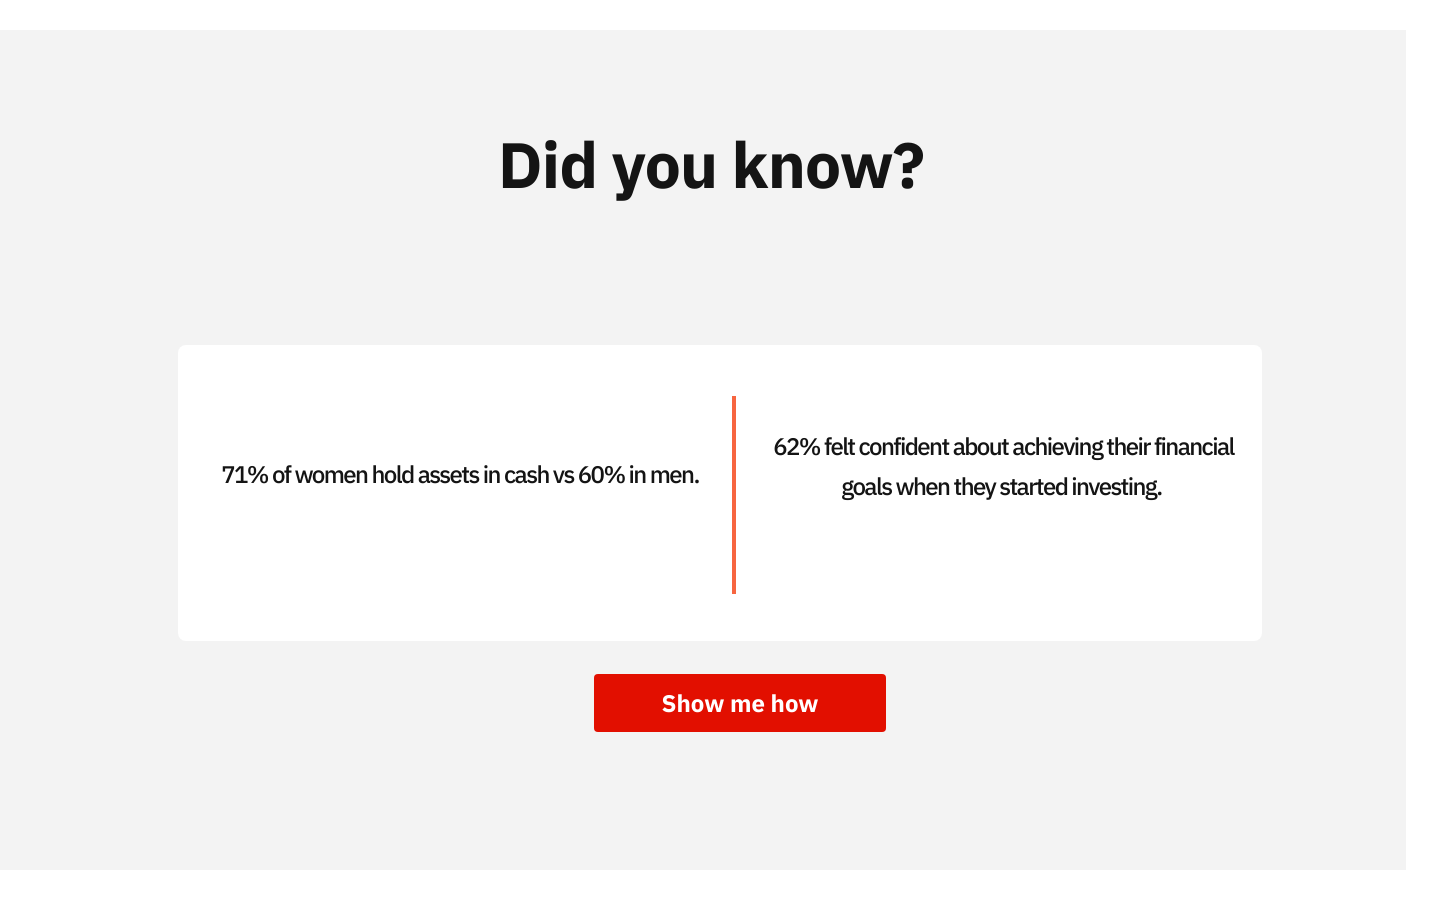 Did you know?
71% of women hold assets in cash vs 60% in men.
62% felt confident about achieving their financial
goals when they started investing.
Show me how